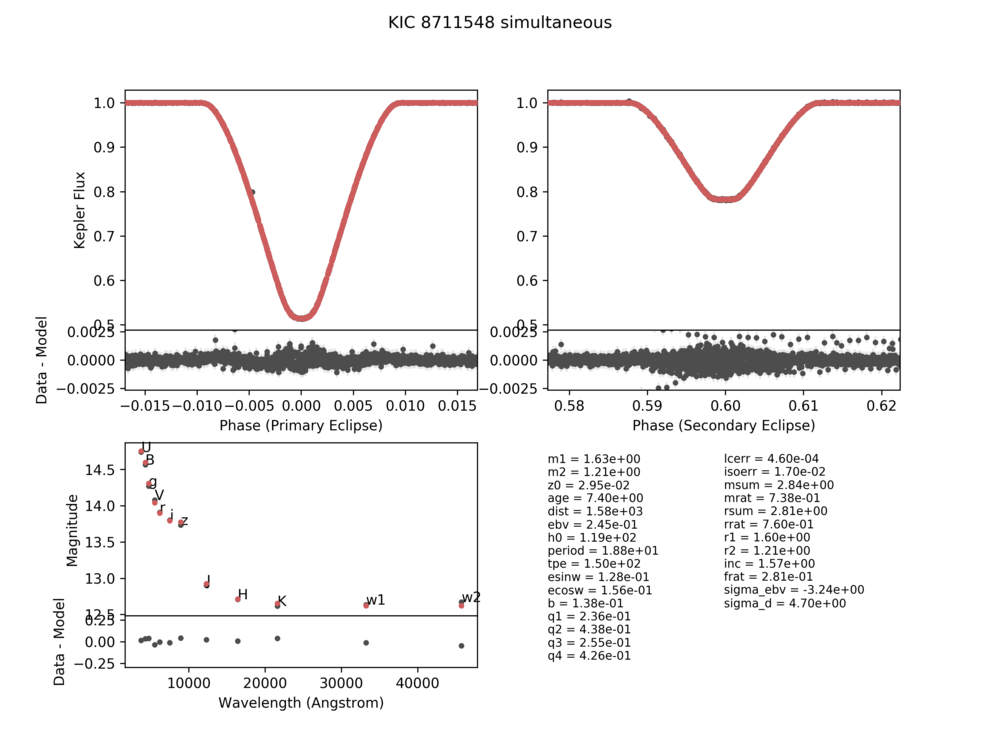 KIC 8711548 simultaneous
1.0
0.9
0.8
0.7
0.6
0.5
Kepler Flux
0.0025
0.0000
−0.0025
Data - Model
−0.015 −0.010 −0.005 0.000 0.005 0.010 0.015
Phase (Primary Eclipse)
1.0
0.9
0.8
0.7
0.6
0.5
0.0025
0.0000
−0.0025
0.58 0.59 0.60 0.61 0.62
Phase (Secondary Eclipse)
14.5
14.0
13.5
13.0
12.5
Magnitude
U
B
g
V
r
i
z
J
H
K
w1
w2
0.25
0.00
−0.25
Data - Model
10000 20000 30000 40000
Wavelength (Angstrom)
m1 = 1.63e+00
m2 = 1.21e+00
z0 = 2.95e-02
age = 7.40e+00
dist = 1.58e+03
ebv = 2.45e-01
h0 = 1.19e+02
period = 1.88e+01
tpe = 1.50e+02
esinw = 1.28e-01
ecosw = 1.56e-01
b = 1.38e-01
q1 = 2.36e-01
q2 = 4.38e-01
q3 = 2.55e-01
q4 = 4.26e-01
lcerr = 4.60e-04
isoerr = 1.70e-02
msum = 2.84e+00
mrat = 7.38e-01
rsum = 2.81e+00
rrat = 7.60e-01
r1 = 1.60e+00
r2 = 1.21e+00
inc = 1.57e+00
frat = 2.81e-01
sigma_ebv = -3.24e+00
sigma_d = 4.70e+00